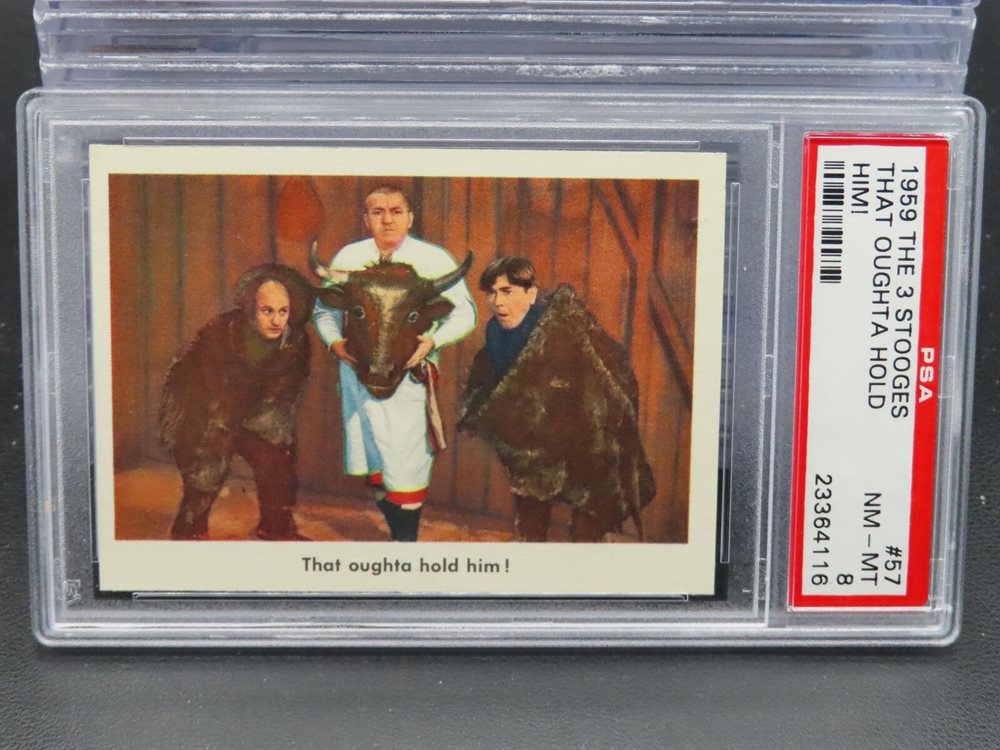 That oughta hold him!
PSA
1959 THE 3 STOOGES #57
THAT OUGHTA HOLD NM - MT
HIM! 8
23364116